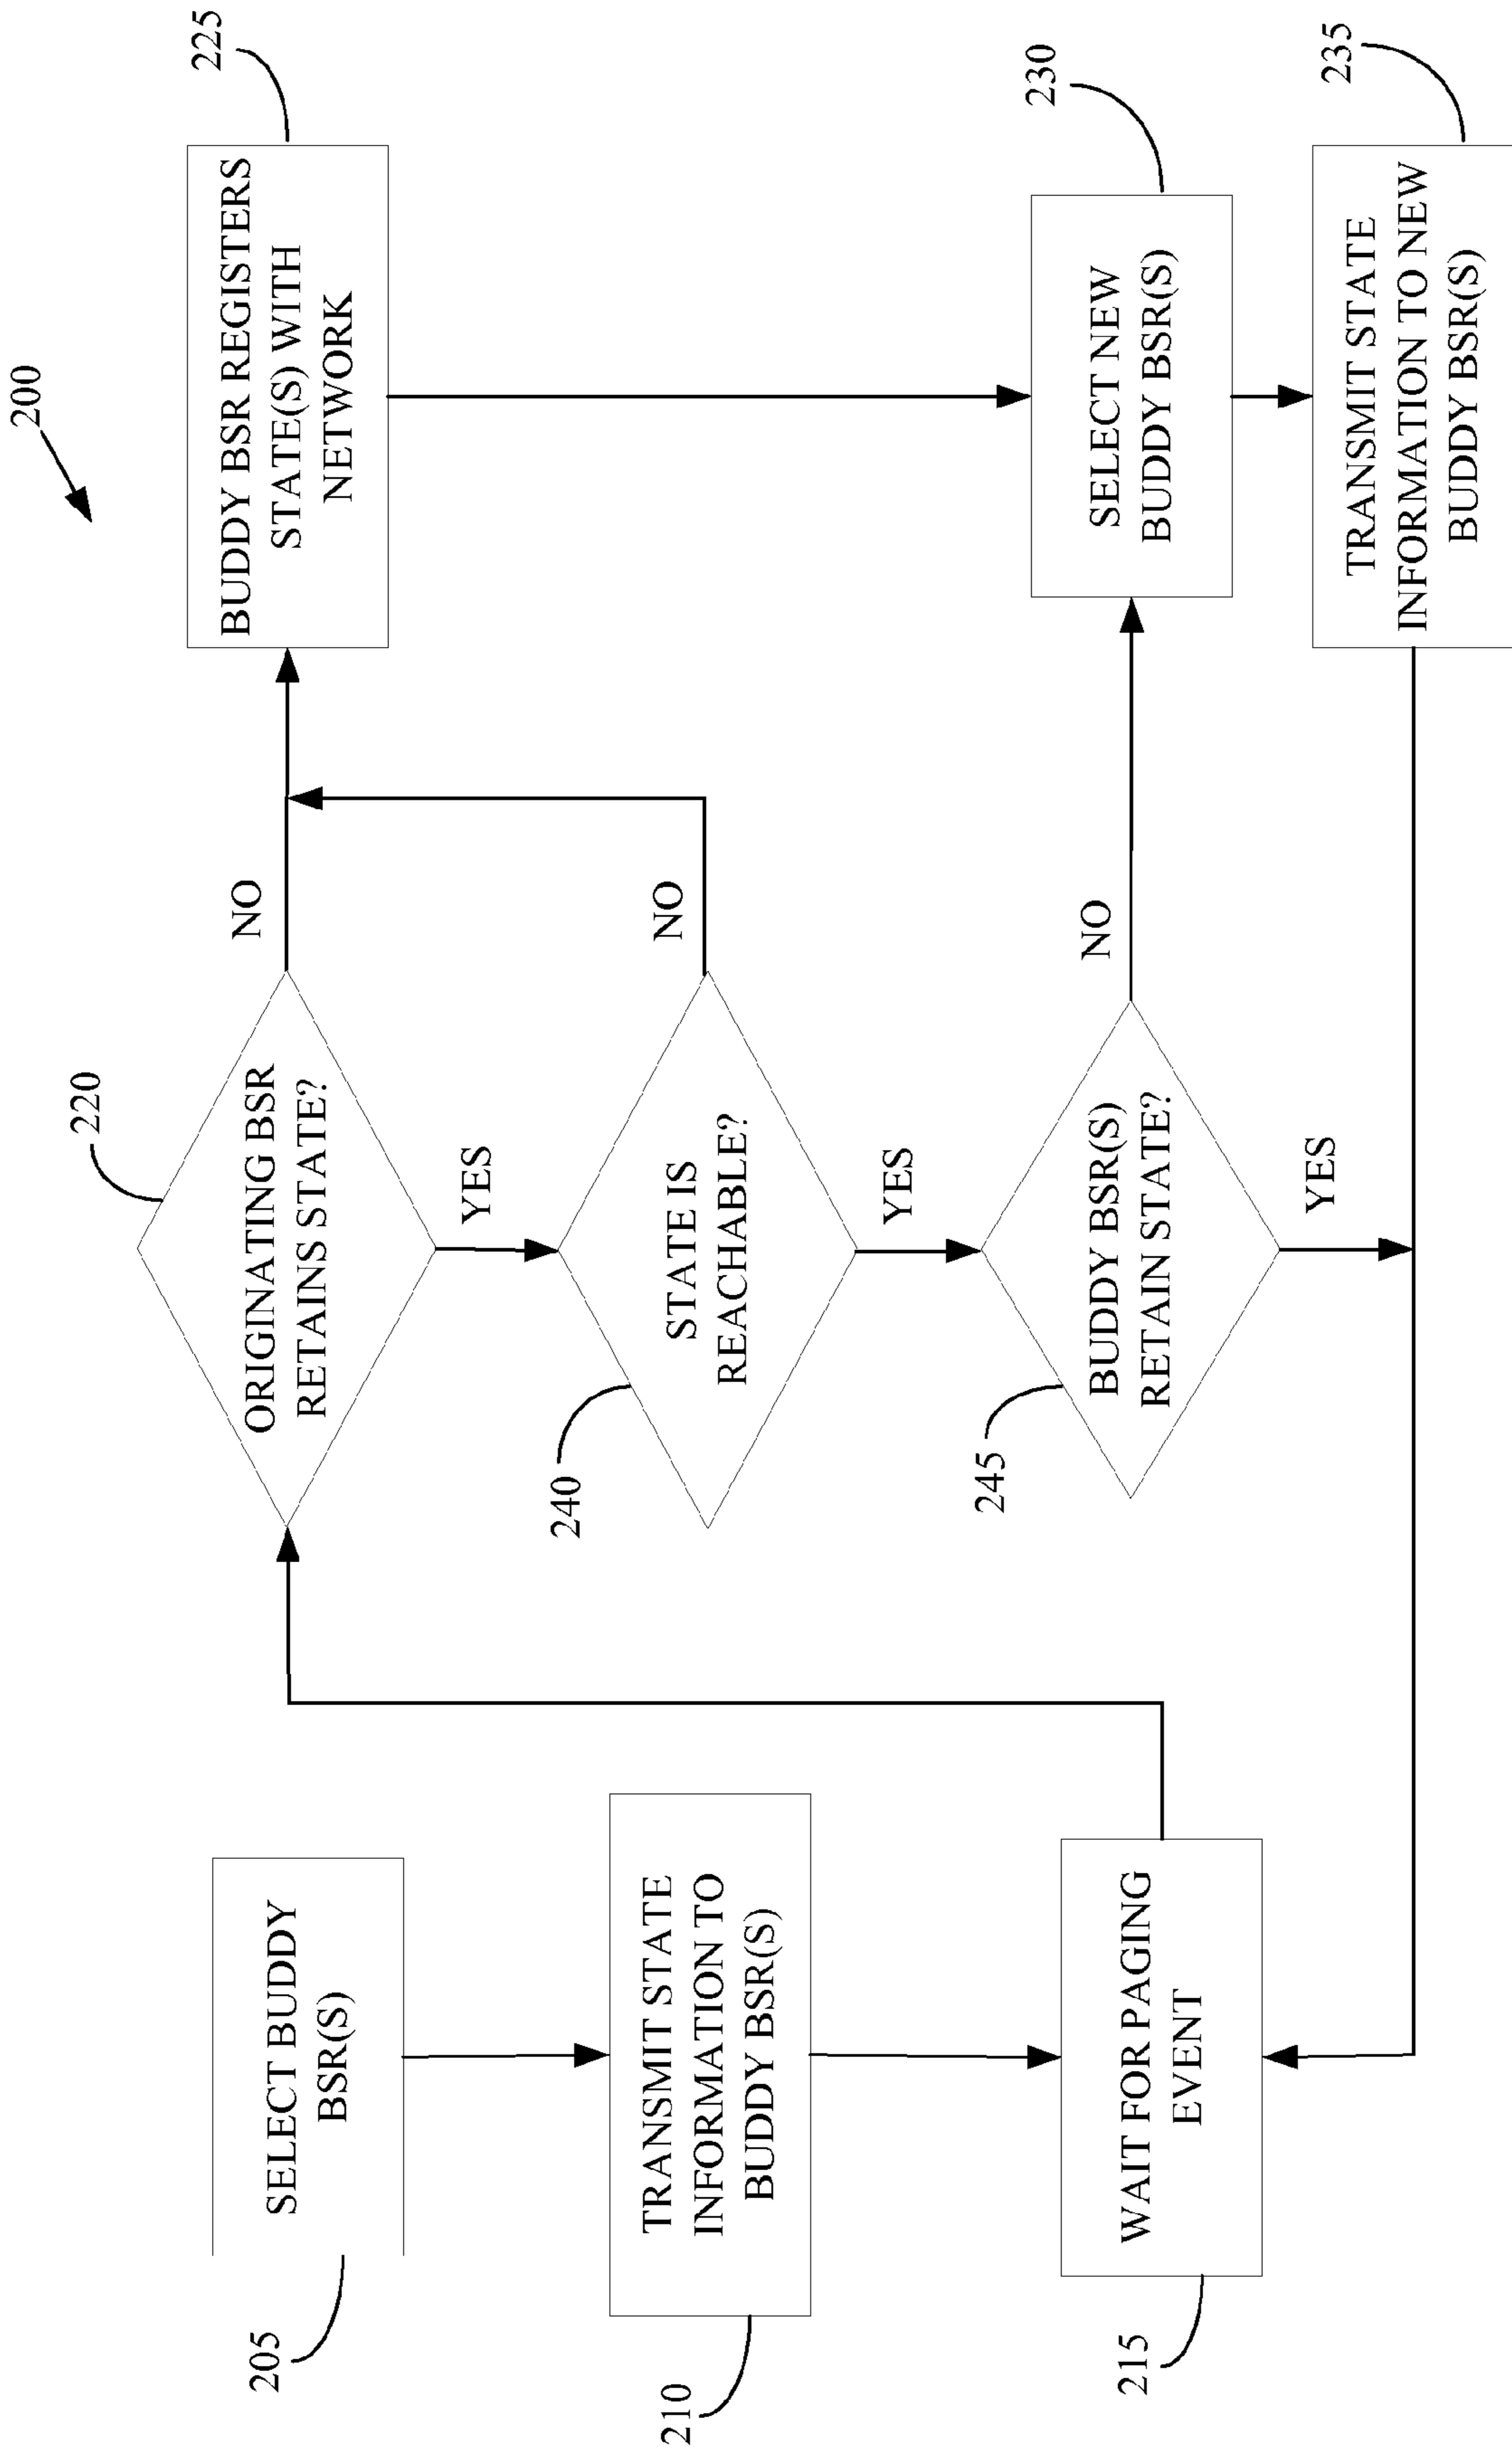 200
SELECT BUDDY
BSR(S)
205
TRANSMIT STATE
INFORMATION TO
BUDDY BSR(S)
210
WAIT FOR PAGING
EVENT
215
220
ORIGINATING BSR
RETAINS STATE?
NO
YES
240
STATE IS
REACHABLE?
NO
YES
245
BUDDY BSR(S)
RETAIN STATE?
NO
YES
225
BUDDY BSR REGISTERS
STATE(S) WITH
NETWORK
230
SELECT NEW
BUDDY BSR(S)
235
TRANSMIT STATE
INFORMATION TO NEW
BUDDY BSR(S)